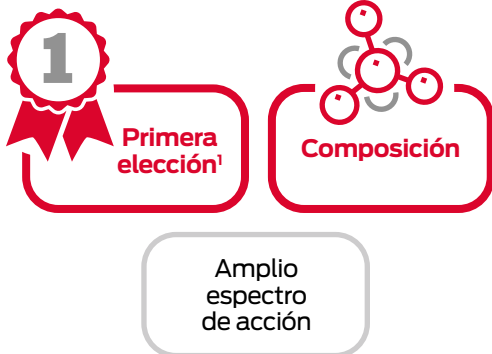 1
Primera
elección¹
Composición
Amplio
espectro
de acción